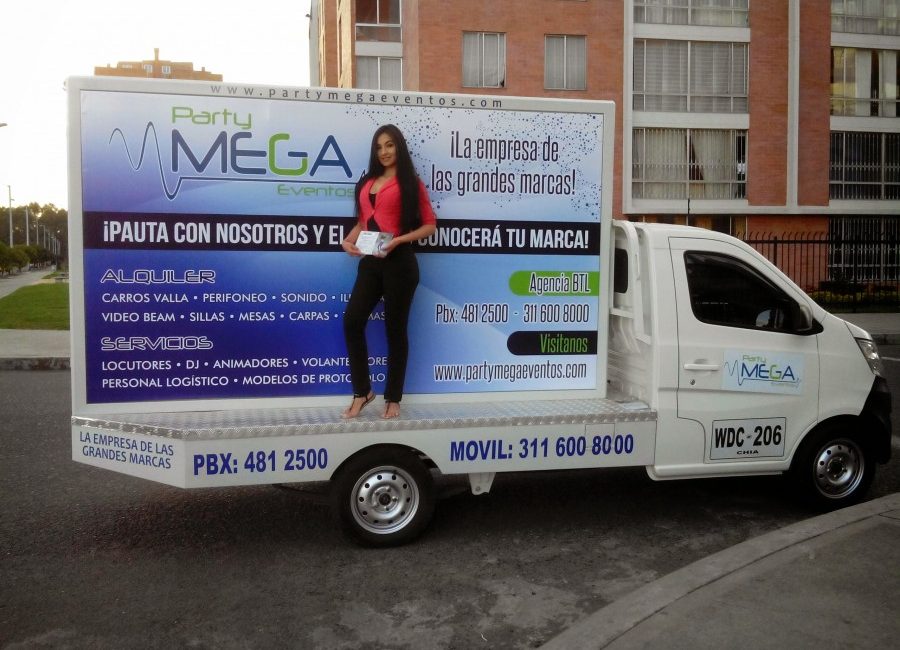 www.partymegaeventos.com
Party
MEGA
Eventos
¡La empresa de
las grandes marcas!
¡PAUTA CON NOSOTROS Y EL CONOCERÁ TU MARCA!
ALQUILER
CARROS VALLA • PERIFONEO • SONIDO •
VIDEO BEAM • SILLAS • MESAS • CARPAS •
SERVICIOS
LOCUTORES • DJ • ANIMADORES •
PERSONAL LOGÍSTICO • MODELOS DE PROTOCOLO
Agencia BTL
Pbx: 481 2500 - 311 600 8000
Visítanos
www.partymegaeventos.com
LA EMPRESA DE LAS
GRANDES MARCAS
PBX: 481 2500
MOVIL: 311 600 8000
Party
MEGA
Eventos
WDC-206
CHIA